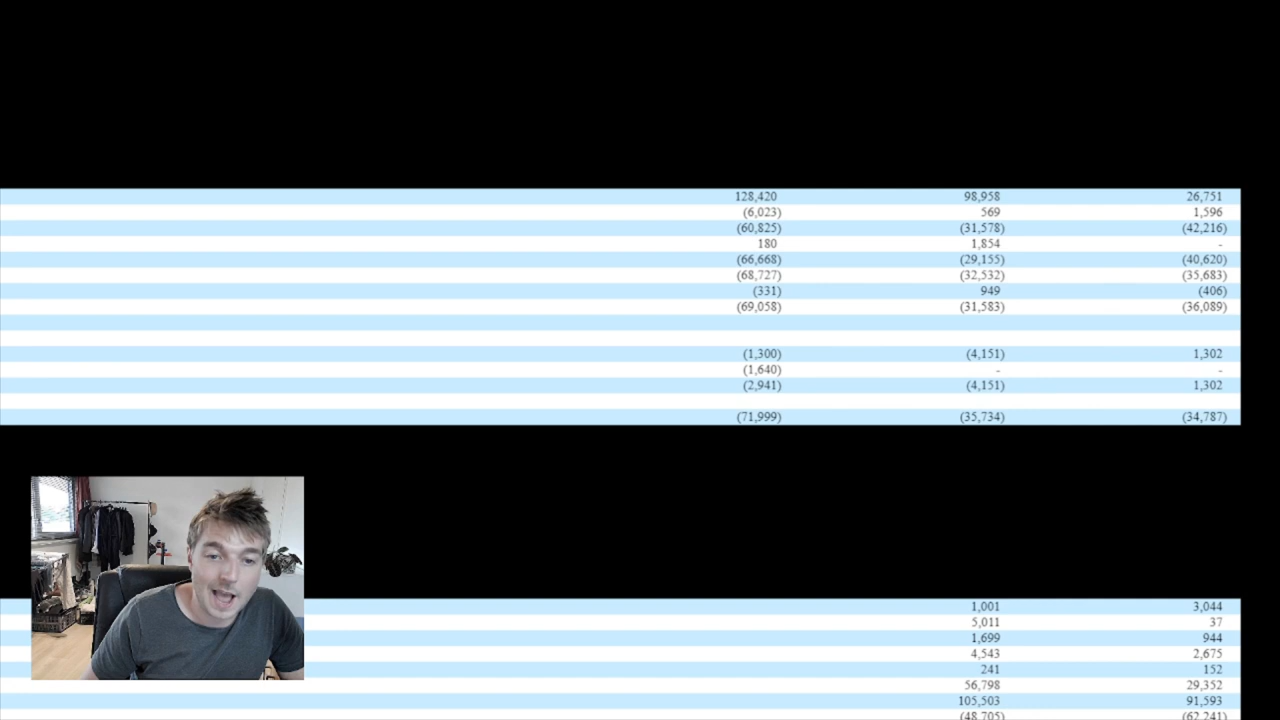 128,420 98,958 26,751
(6,023) 569 1,596
(60,825) (31,578) (42,216)
180 1,854 -
(66,668) (29,155) (40,620)
(68,727) (32,532) (35,683)
(331) 949 (406)
(69,058) (31,583) (36,089)
(1,300) (4,151) 1,302
(1,640) - -
(2,941) (4,151) 1,302
(71,999) (35,734) (34,787)
1,001 3,044
5,011 37
1,699 944
4,543 2,675
241 152
56,798 29,352
105,503 91,593
(48,705) (62,241)